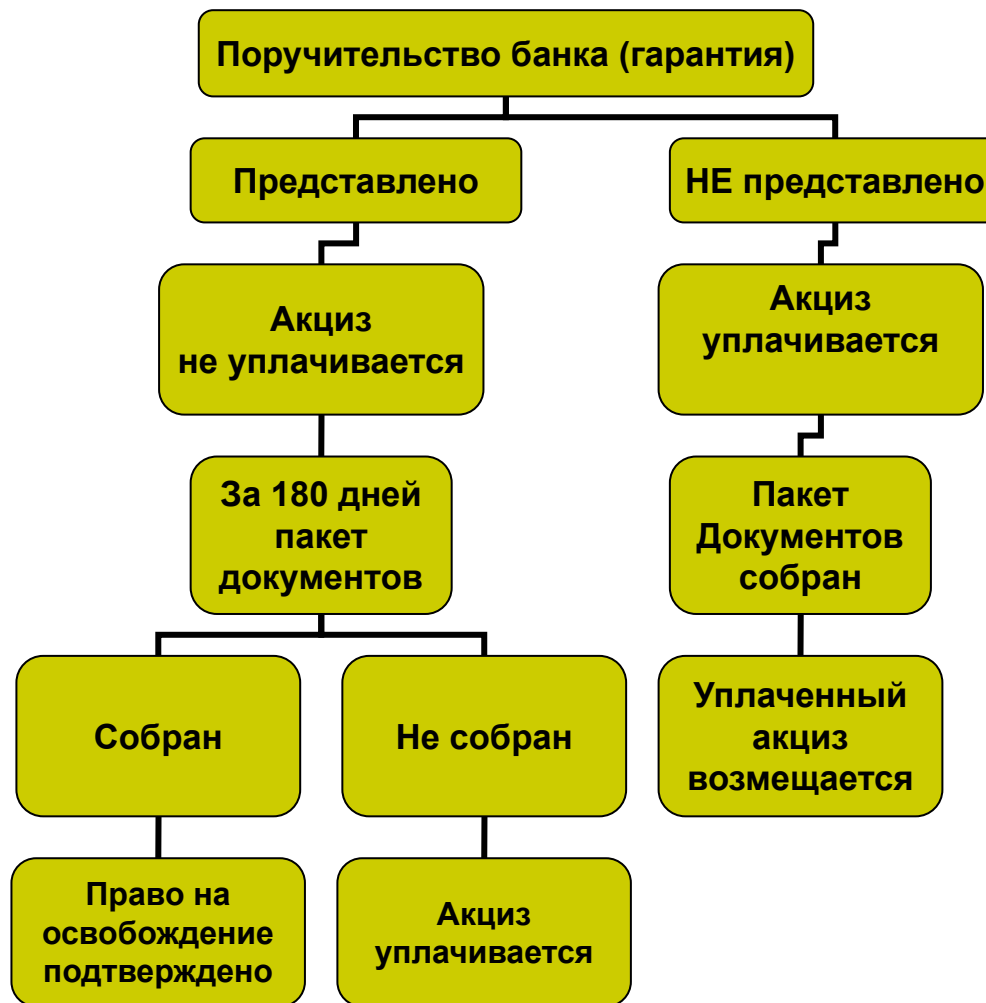 Поручительство банка (гарантия)
Представлено
НЕ представлено
Акциз
не уплачивается
Акциз
уплачивается
За 180 дней
пакет
документов
Пакет
Документов
собран
Собран
Не собран
Уплаченный
акциз
возмещается
Право на
освобождение
подтверждено
Акциз
уплачивается